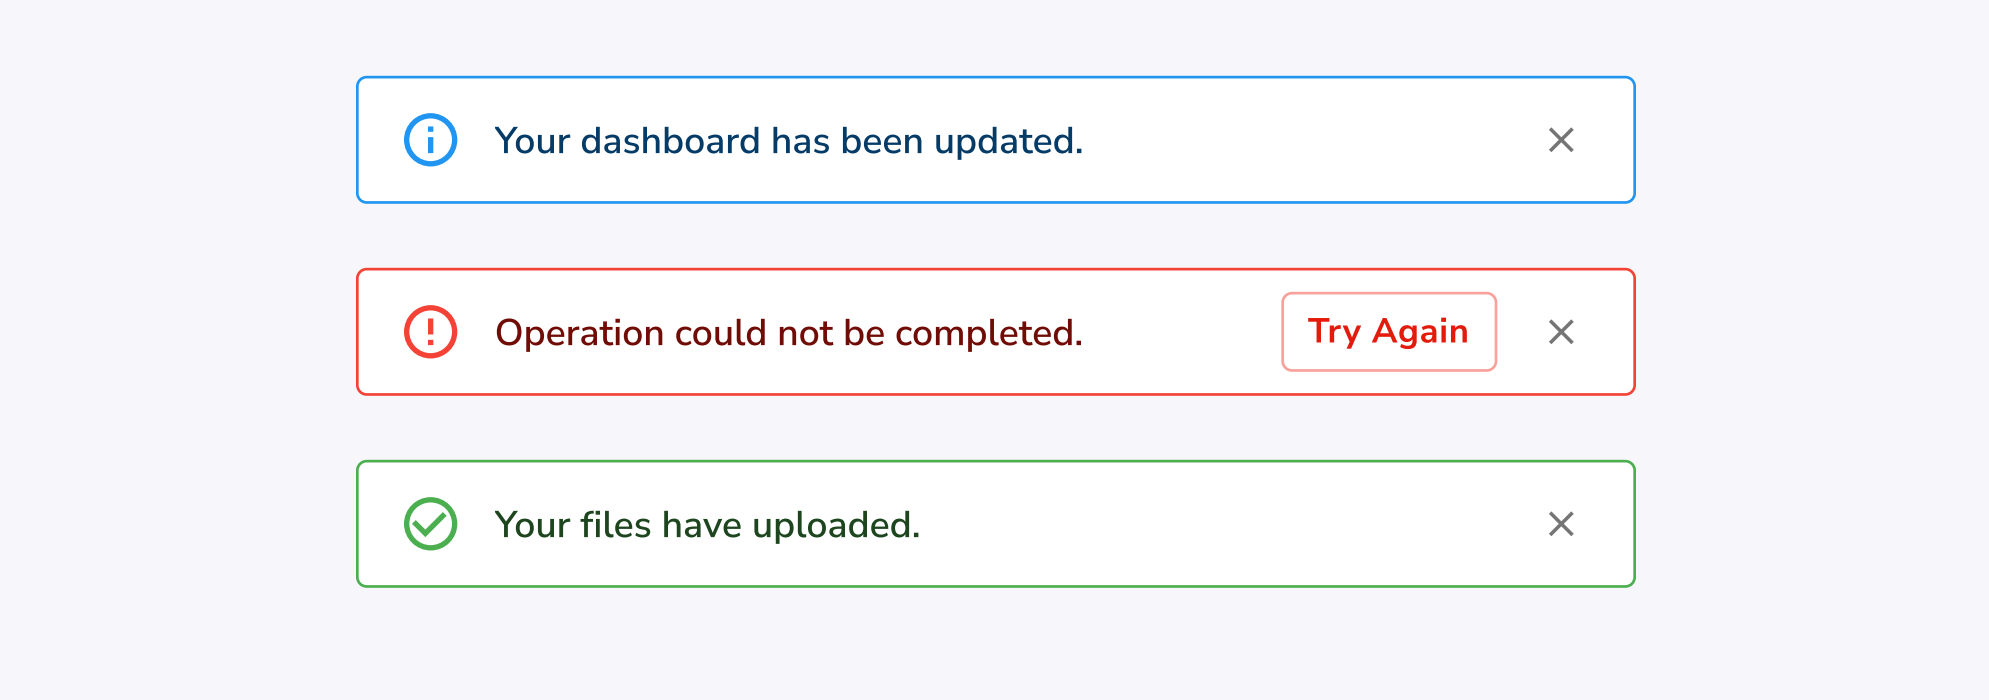 Your dashboard has been updated.
Operation could not be completed.
Try Again
Your files have uploaded.